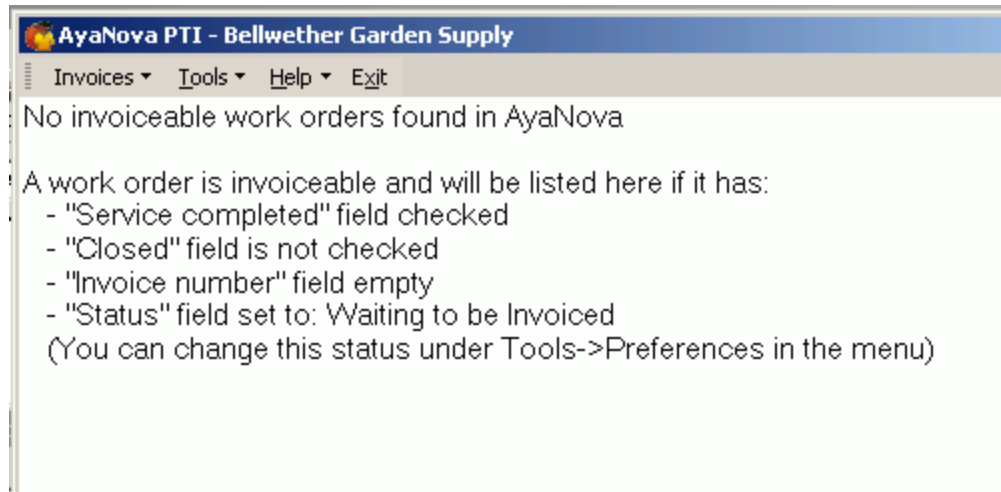 AyaNova PTI - Bellwether Garden Supply
Invoices Tools Help Exit
No invoiceable work orders found in AyaNova
A work order is invoiceable and will be listed here if it has:
- "Service completed" field checked
- "Closed" field is not checked
- "Invoice number" field empty
- "Status" field set to: Waiting to be Invoiced
(You can change this status under Tools->Preferences in the menu)